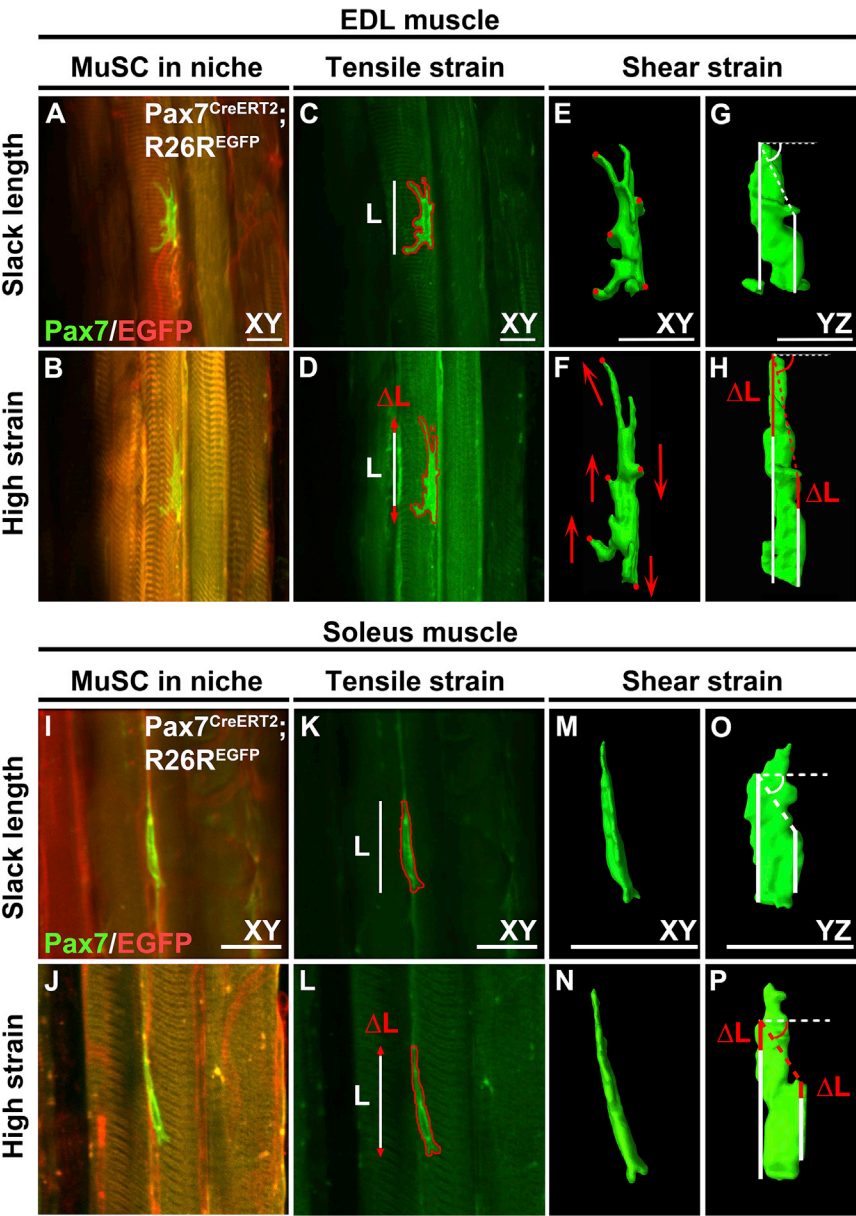 EDL muscle
MuSC in niche Tensile strain Shear strain
Slack length
A Pax7CreERT2;
R26REGFP
Pax7/EGFP XY
C L XY
E XY
G YZ
High strain
B
D ΔL
L
F
H ΔL
ΔL
Soleus muscle
MuSC in niche Tensile strain Shear strain
Slack length
I Pax7CreERT2;
R26REGFP
Pax7/EGFP XY
K L XY
M XY
O YZ
High strain
J
L ΔL
L
N
P ΔL
ΔL